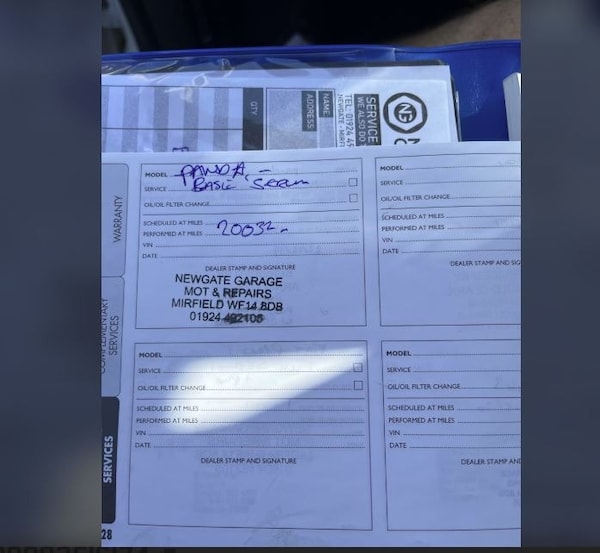 QTY
NAME
ADDRESS
SERVICE
WE ALSO DO
TEL: 01924 45
NEWGATE
NG
WARRANTY
COMPLEMENTARY
SERVICES
SERVICES
28
MODEL PANDA.
SERVICE BASIC
OIL/OIL FILTER CHANGE
SCHEDULED AT MILES
PERFORMED AT MILES 20032
VIN
DATE
DEALER STAMP AND SIGNATURE
NEWGATE GARAGE
MOT & REPAIRS
MIRFIELD WF14 8DB
01924
MODEL
SERVICE
OIL/OIL FILTER CHANGE
SCHEDULED AT MILES
PERFORMED AT MILES
VIN
DATE
DEALER STAMP AND SIG
MODEL
SERVICE
OIL/OIL FILTER CHANGE
SCHEDULED AT MILES
PERFORMED AT MILES
VIN
DATE
DEALER STAMP AND SIGNATURE
MODEL
SERVICE
OIL/OIL FILTER CHANGE
SCHEDULED AT MILES
PERFORMED AT MILES
VIN
DATE
DEALER STAMP AND